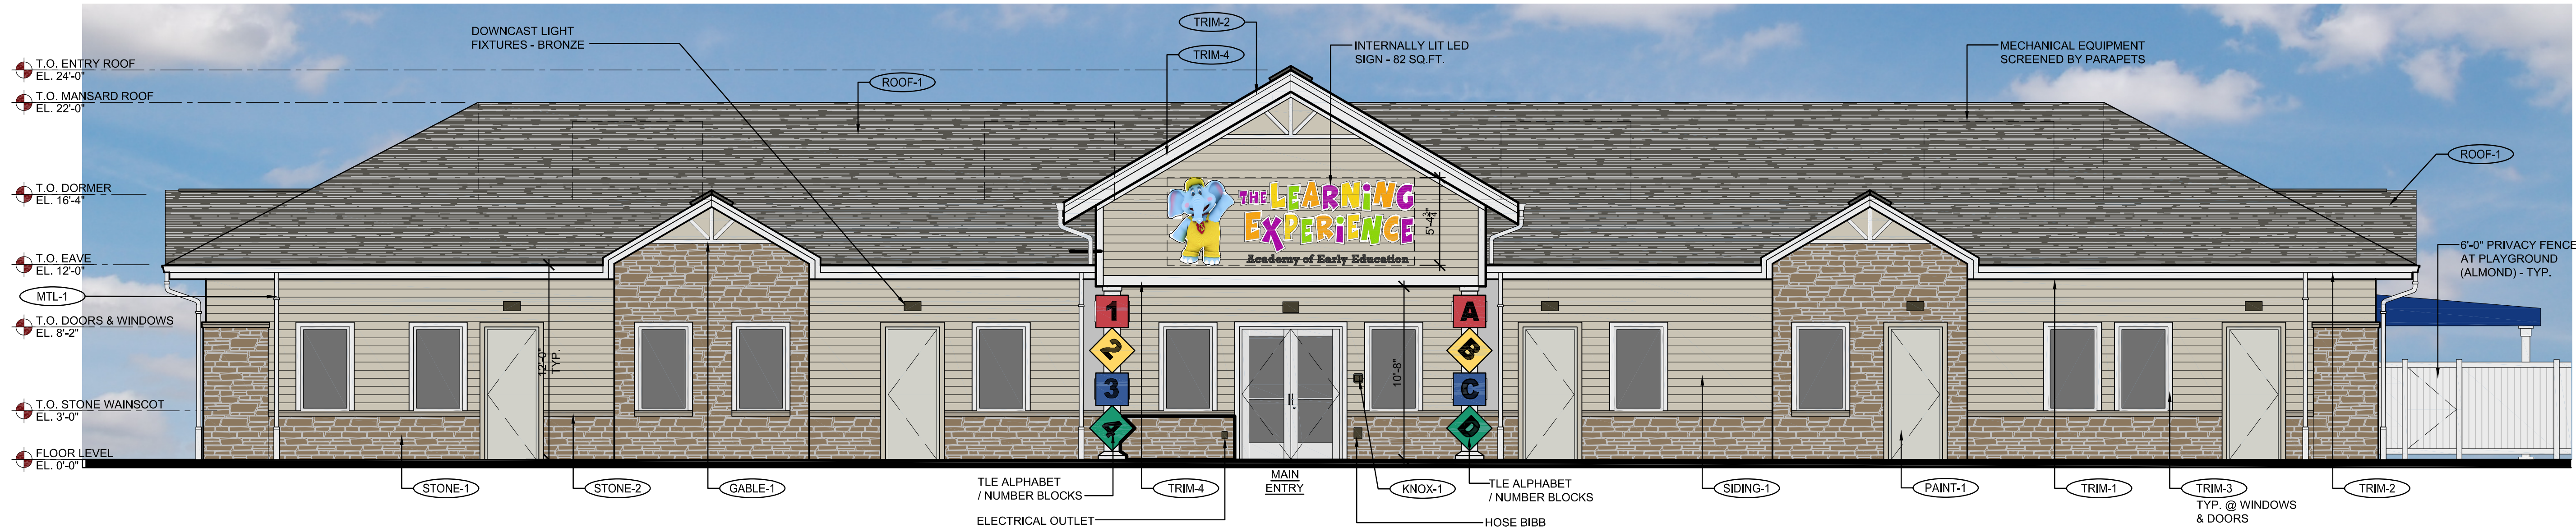 DOWNCAST LIGHT
FIXTURES - BRONZE
TRIM-2
TRIM-4
INTERNALLY LIT LED
SIGN - 82 SQ.FT.
MECHANICAL EQUIPMENT
SCREENED BY PARAPETS
T.O. ENTRY ROOF
EL. 24'-0"
ROOF-1
T.O. MANSARD ROOF
EL. 22'-0"
ROOF-1
T.O. DORMER
EL. 16'-4"
THE LEARNING
EXPERIENCE
Academy of Early Education
5'-4¾"
T.O. EAVE
EL. 12'-0"
6'-0" PRIVACY FENCE
AT PLAYGROUND
(ALMOND) - TYP.
MTL-1
T.O. DOORS & WINDOWS
EL. 8'-2"
12'-0"
TYP.
1
2
3
4
10'-8"
A
B
C
D
T.O. STONE WAINSCOT
EL. 3'-0"
FLOOR LEVEL
EL. 0'-0"
STONE-1
STONE-2
GABLE-1
TLE ALPHABET
/ NUMBER BLOCKS
TRIM-4
MAIN
ENTRY
KNOX-1
TLE ALPHABET
/ NUMBER BLOCKS
SIDING-1
PAINT-1
TRIM-1
TRIM-3
TYP. @ WINDOWS
& DOORS
TRIM-2
ELECTRICAL OUTLET
HOSE BIBB